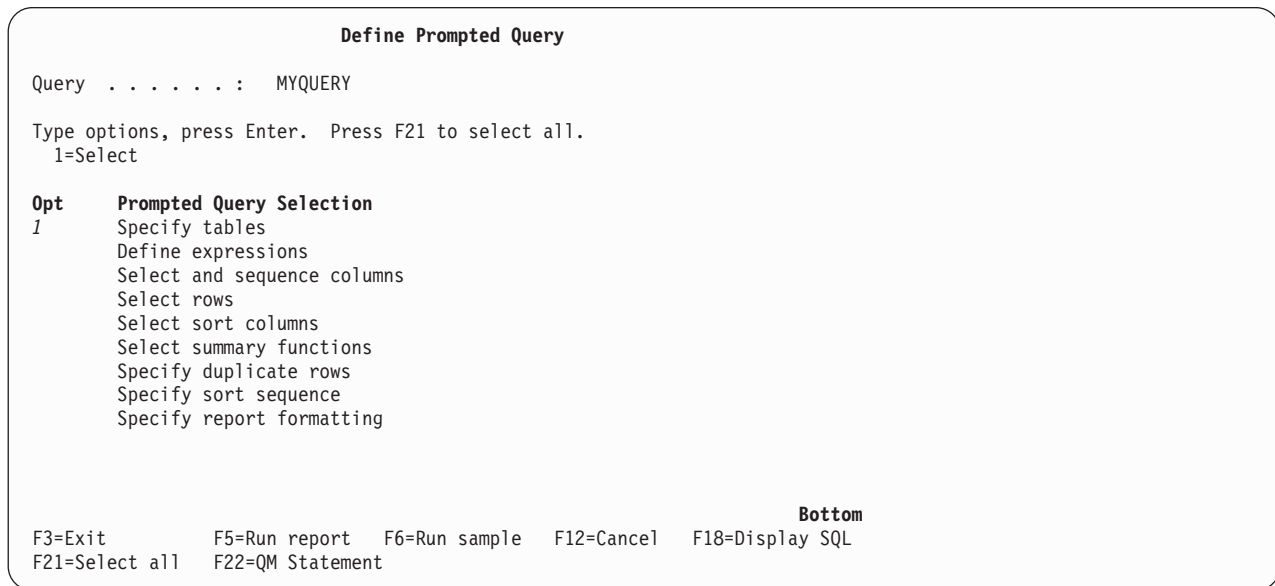 Define Prompted Query
Query . . . . . . : MYQUERY
Type options, press Enter. Press F21 to select all.
1=Select
Opt Prompted Query Selection
1 Specify tables
Define expressions
Select and sequence columns
Select rows
Select sort columns
Select summary functions
Specify duplicate rows
Specify sort sequence
Specify report formatting
Bottom
F3=Exit F5=Run report F6=Run sample F12=Cancel F18=Display SQL
F21=Select all F22=QM Statement